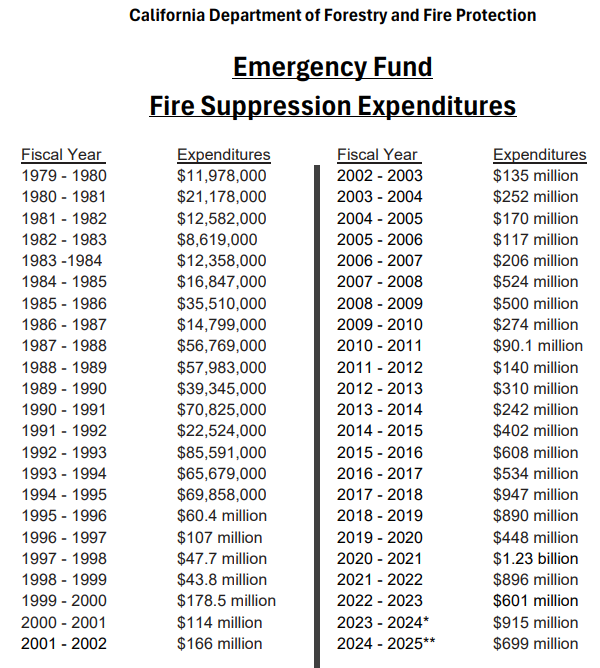 California Department of Forestry and Fire Protection
Emergency Fund
Fire Suppression Expenditures
Fiscal Year Expenditures
1979 - 1980 $11,978,000
1980 - 1981 $21,178,000
1981 - 1982 $12,582,000
1982 - 1983 $8,619,000
1983 -1984 $12,358,000
1984 - 1985 $16,847,000
1985 - 1986 $35,510,000
1986 - 1987 $14,799,000
1987 - 1988 $56,769,000
1988 - 1989 $57,983,000
1989 - 1990 $39,345,000
1990 - 1991 $70,825,000
1991 - 1992 $22,524,000
1992 - 1993 $85,591,000
1993 - 1994 $65,679,000
1994 - 1995 $69,858,000
1995 - 1996 $60.4 million
1996 - 1997 $107 million
1997 - 1998 $47.7 million
1998 - 1999 $43.8 million
1999 - 2000 $178.5 million
2000 - 2001 $114 million
2001 - 2002 $166 million
Fiscal Year Expenditures
2002 - 2003 $135 million
2003 - 2004 $252 million
2004 - 2005 $170 million
2005 - 2006 $117 million
2006 - 2007 $206 million
2007 - 2008 $524 million
2008 - 2009 $500 million
2009 - 2010 $274 million
2010 - 2011 $90.1 million
2011 - 2012 $140 million
2012 - 2013 $310 million
2013 - 2014 $242 million
2014 - 2015 $402 million
2015 - 2016 $608 million
2016 - 2017 $534 million
2017 - 2018 $947 million
2018 - 2019 $890 million
2019 - 2020 $448 million
2020 - 2021 $1.23 billion
2021 - 2022 $896 million
2022 - 2023 $601 million
2023 - 2024* $915 million
2024 - 2025** $699 million